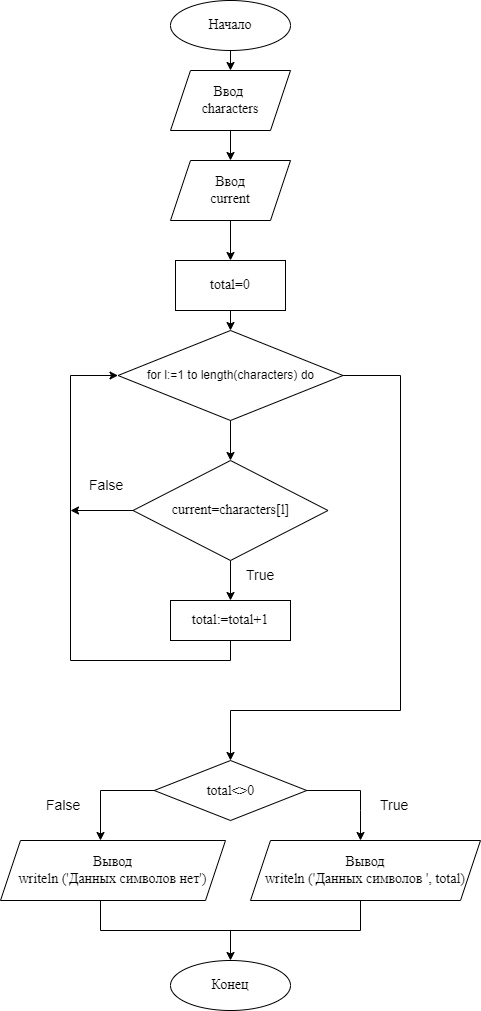 Начало
Ввод
characters
Ввод
current
total=0
for I:=1 to length(characters) do
False
current=characters[1]
True
total:=total+1
total<>0
False
True
Вывод
writeln ('Данных символов нет')
Вывод
writeln ('Данных символов ', total)
Конец